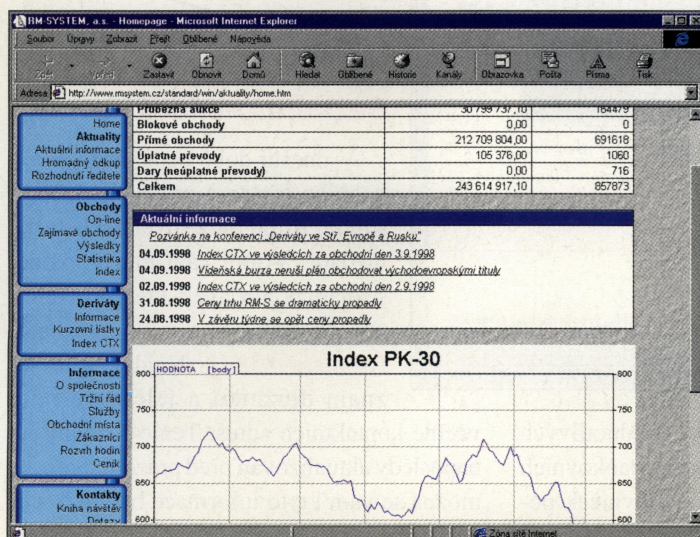 RM-SYSTEM, a.s. - Homepage - Microsoft Internet Explorer
Soubor Úpravy Zobrazit Přejít Oblíbené Nápověda
Zpět Vpřed Zastavit Obnovit Domů Hledat Oblíbené Historie Kanály Obrazovka Pošta Písma Tisk
Adresa http://www.rmsystem.cz/standard/win/aktuality/home.htm
Home
Aktuality
Aktuální informace
Hromadný odkup
Rozhodnutí ředitele
Obchody
On-line
Zajímavé obchody
Výsledky
Statistika
Index
Deriváty
Informace
Kurzovní lístky
Index CTX
Informace
O společnosti
Tržní řád
Služby
Obchodní místa
Zákazníci
Rozvrh hodin
Ceník
Kontakty
Kniha návštěv
Dotazy
Průběžná aukce 30 799 737,10 164479
Blokové obchody 0,00 0
Přímé obchody 212 709 804,00 691618
Úplatné převody 105 376,00 1060
Dary (neúplatné převody) 0,00 716
Celkem 243 614 917,10 857873
Aktuální informace
Pozvánka na konferenci „Deriváty ve Stř. Evropě a Rusku"
04.09.1998 Index CTX ve výsledcích za obchodní den 3.9.1998
04.09.1998 Vídeňská burza neruší plán obchodovat východoevropskými tituly
02.09.1998 Index CTX ve výsledcích za obchodní den 2.9.1998
31.08.1998 Ceny trhu RM-S se dramaticky propadly
24.08.1998 V závěru týdne se opět ceny propadly
Index PK-30
HODNOTA [body]
800 800
750 750
700 700
650 650
600 600
Zóna sítě Internet